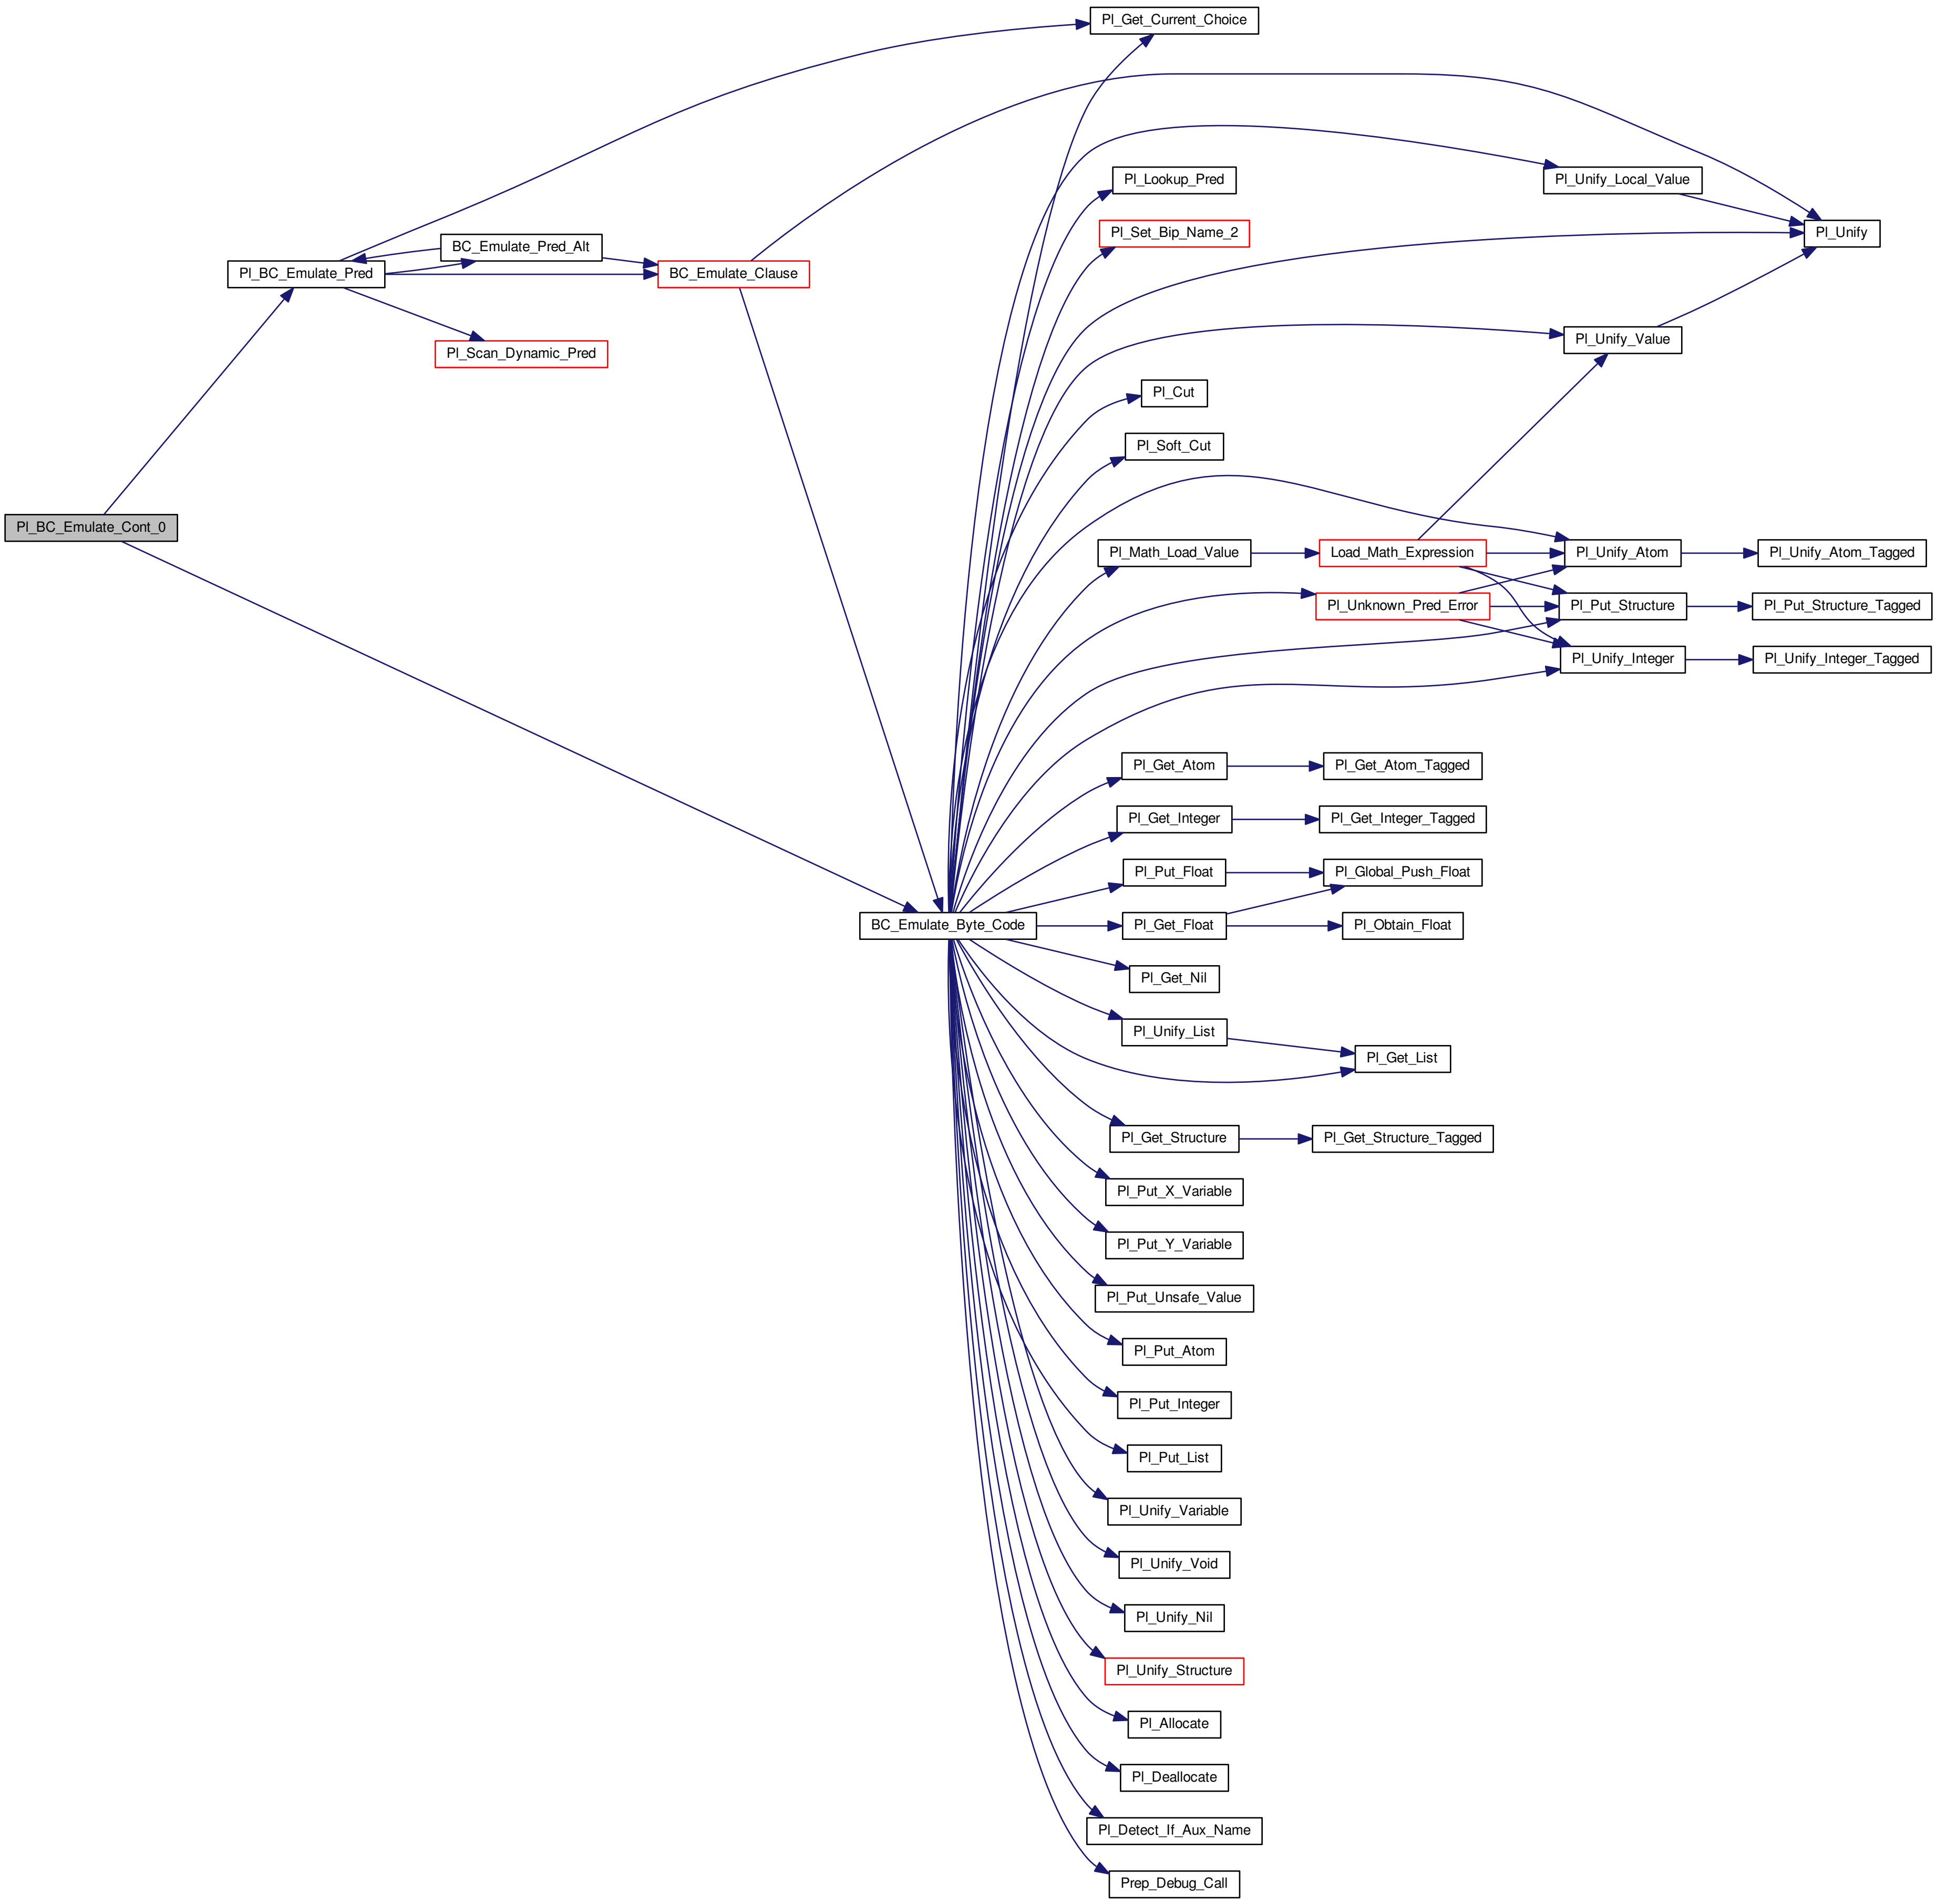 Pl_Get_Current_Choice
Pl_Lookup_Pred
Pl_Unify_Local_Value
Pl_Set_Bip_Name_2
Pl_Unify
BC_Emulate_Pred_Alt
Pl_BC_Emulate_Pred
BC_Emulate_Clause
Pl_Scan_Dynamic_Pred
Pl_Unify_Value
Pl_Cut
Pl_Soft_Cut
Pl_BC_Emulate_Cont_0
Pl_Math_Load_Value
Load_Math_Expression
Pl_Unify_Atom
Pl_Unify_Atom_Tagged
Pl_Unknown_Pred_Error
Pl_Put_Structure
Pl_Put_Structure_Tagged
Pl_Unify_Integer
Pl_Unify_Integer_Tagged
Pl_Get_Atom
Pl_Get_Atom_Tagged
Pl_Get_Integer
Pl_Get_Integer_Tagged
Pl_Put_Float
Pl_Global_Push_Float
BC_Emulate_Byte_Code
Pl_Get_Float
Pl_Obtain_Float
Pl_Get_Nil
Pl_Unify_List
Pl_Get_List
Pl_Get_Structure
Pl_Get_Structure_Tagged
Pl_Put_X_Variable
Pl_Put_Y_Variable
Pl_Put_Unsafe_Value
Pl_Put_Atom
Pl_Put_Integer
Pl_Put_List
Pl_Unify_Variable
Pl_Unify_Void
Pl_Unify_Nil
Pl_Unify_Structure
Pl_Allocate
Pl_Deallocate
Pl_Detect_If_Aux_Name
Prep_Debug_Call